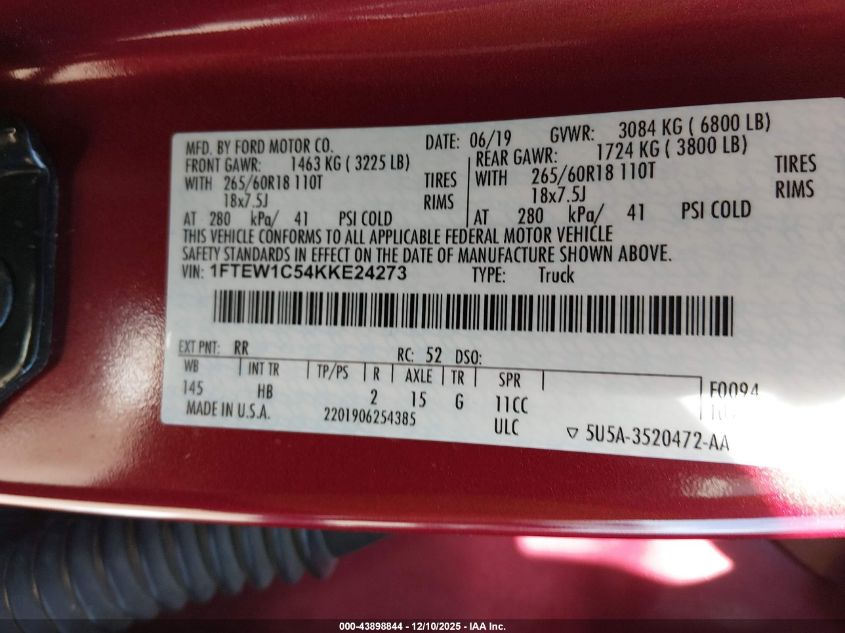 MFD. BY FORD MOTOR CO. DATE: 06/19 GVWR: 3084 KG ( 6800 LB)
FRONT GAWR: 1463 KG ( 3225 LB) REAR GAWR: 1724 KG ( 3800 LB)
WITH 265/60R18 110T TIRES WITH 265/60R18 110T TIRES
18x7.5J RIMS 18x7.5J RIMS
AT 280 kPa/ 41 PSI COLD AT 280 kPa/ 41 PSI COLD
THIS VEHICLE CONFORMS TO ALL APPLICABLE FEDERAL MOTOR VEHICLE
SAFETY STANDARDS IN EFFECT ON THE DATE OF MANUFACTURE SHOWN ABOVE.
VIN: 1FTEW1C54KKE24273 TYPE: Truck
EXT PNT: RR RC: 52 DSO:
WB INT TR TP/PS R AXLE TR SPR
145 HB 2 15 G 11CC F0094
MADE IN U.S.A. 2201906254385 ULC ▽ 5U5A-3520472-AA
000-43898844 | 12/10/2025 | IAA Inc.